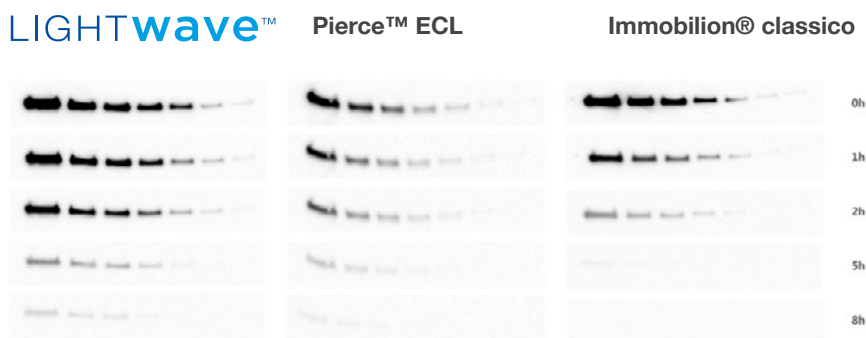 LIGHTwave™ Pierce™ ECL Immobilion® classico
0h
1h
2h
5h
8h